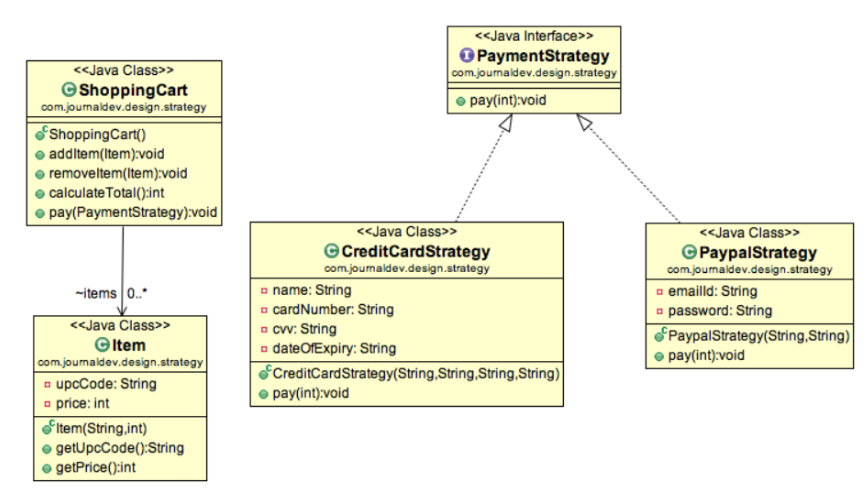 <<Java Class>>
ShoppingCart
com.journaldev.design.strategy
ShoppingCart()
addItem(Item):void
removeItem(Item):void
calculateTotal():int
pay(PaymentStrategy):void
~items 0..*
<<Java Class>>
Item
com.journaldev.design.strategy
upcCode: String
price: int
Item(String,int)
getUpcCode():String
getPrice():int
<<Java Interface>>
PaymentStrategy
com.journaldev.design.strategy
pay(int):void
<<Java Class>>
CreditCardStrategy
com.journaldev.design.strategy
name: String
cardNumber: String
cvv: String
dateOfExpiry: String
CreditCardStrategy(String,String,String,String)
pay(int):void
<<Java Class>>
PaypalStrategy
com.journaldev.design.strategy
emailId: String
password: String
PaypalStrategy(String,String)
pay(int):void